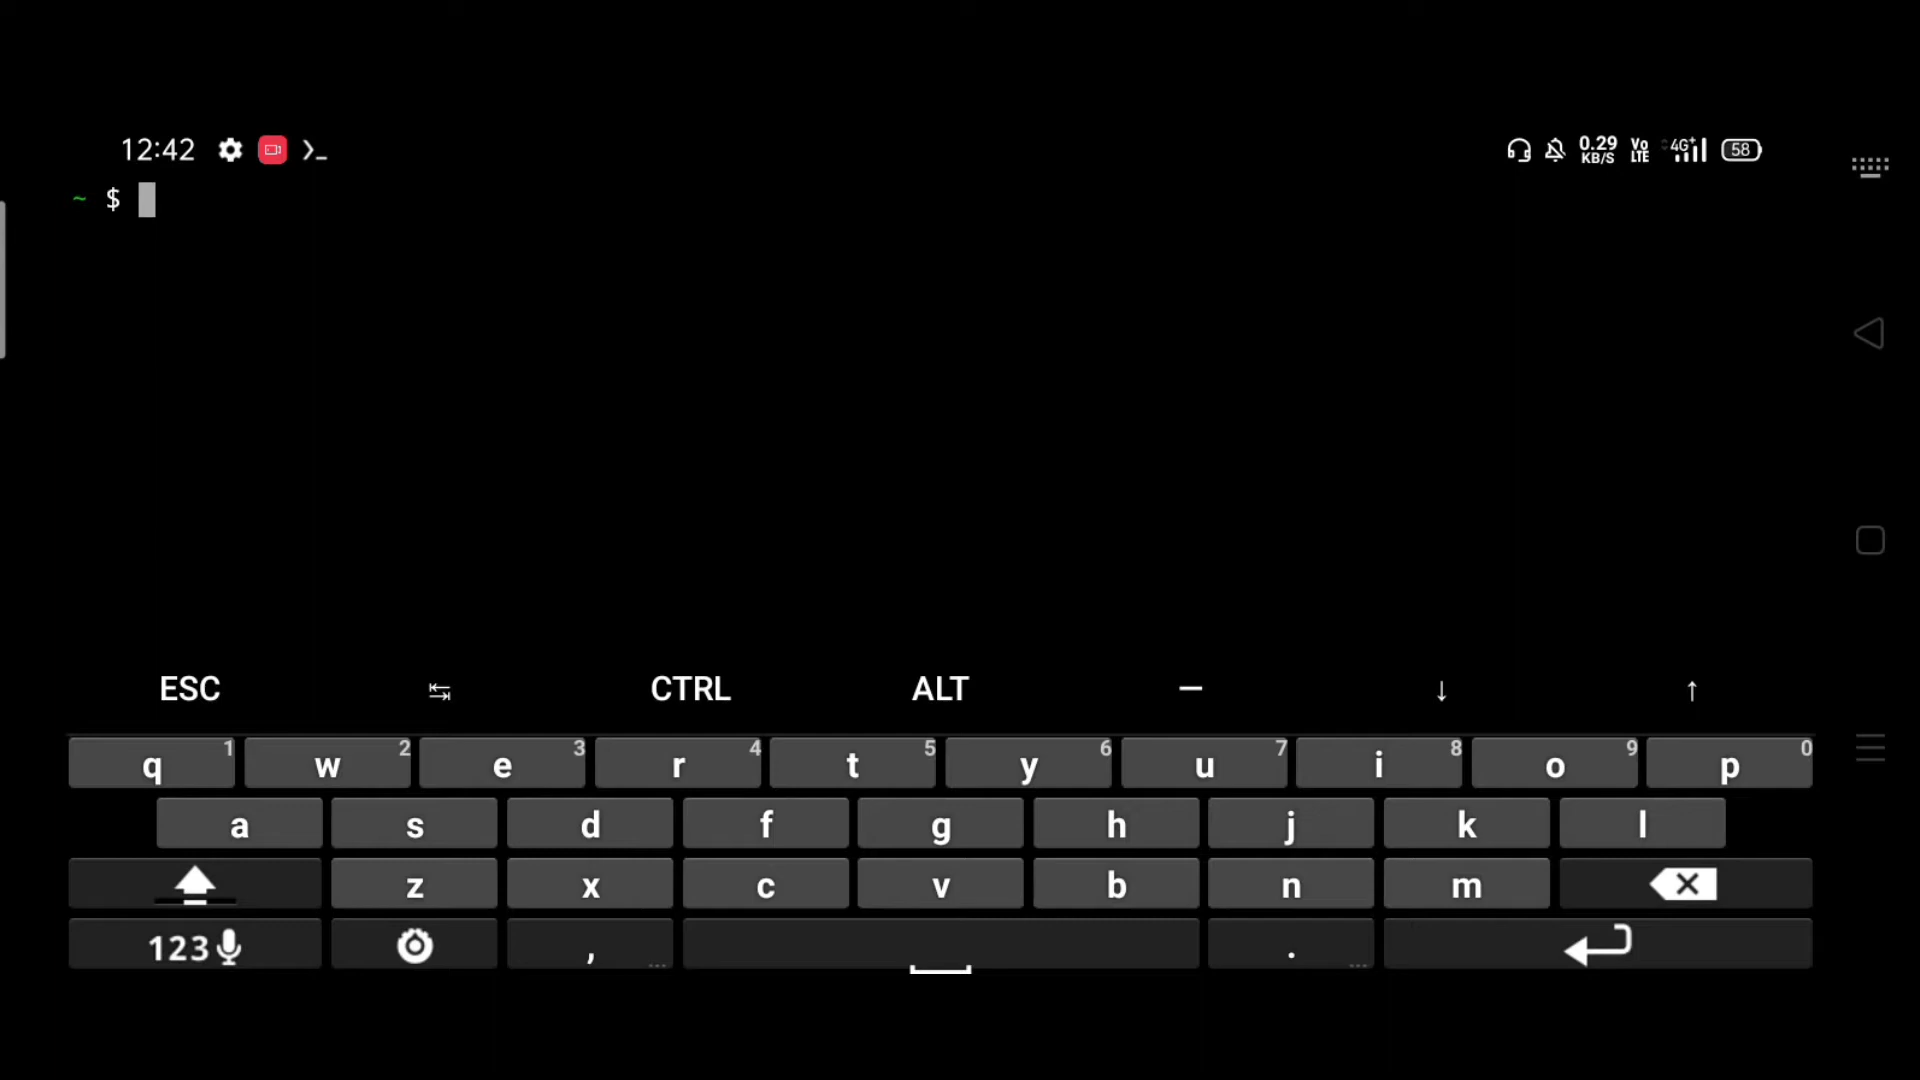 12:42 0.29 KB/S Vo LTE 4G+ 58
~ $
ESC ↹ CTRL ALT — ↓ ↑
q 1 w 2 e 3 r 4 t 5 y 6 u 7 i 8 o 9 p 0
a s d f g h j k l
z x c v b n m
123 , ... . ...